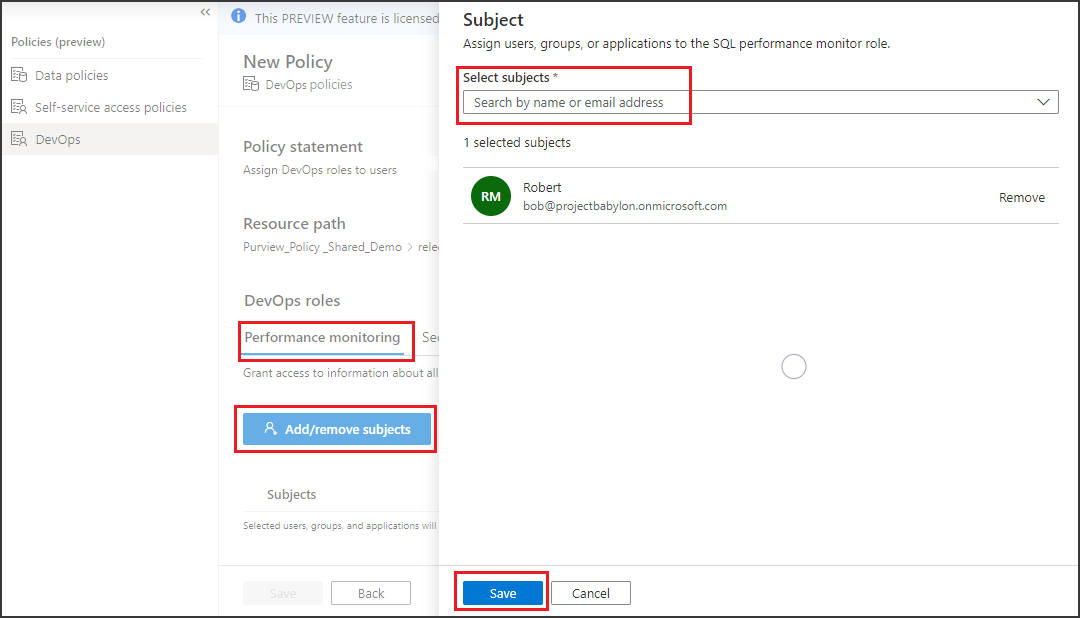 Policies (preview)
Data policies
Self-service access policies
DevOps
This PREVIEW feature is licensed
New Policy
DevOps policies
Policy statement
Assign DevOps roles to users
Resource path
Purview_Policy _Shared_Demo > relec
DevOps roles
Performance monitoring Sec
Grant access to information about all
Add/remove subjects
Subjects
Selected users, groups, and applications will
Save Back
Subject
Assign users, groups, or applications to the SQL performance monitor role.
Select subjects *
Search by name or email address
1 selected subjects
RM
Robert
bob@projectbabylon.onmicrosoft.com
Remove
Save Cancel